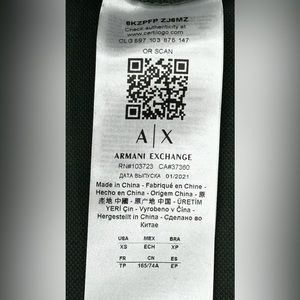 6KZPFP ZJ6MZ
Check authenticity at
www.certilogo.com
CLG 597 103 876 147
OR SCAN
A|X
ARMANI EXCHANGE
RN#103723 CA#37360
ДАТА ВЫПУСКА 01/2021
Made in China - Fabriqué en Chine -
Hecho en China - Origem China - 原
產地 中國 - 原产地 中国 - ÜRETİM
YERİ Çin - Vyrobeno v Číně -
Hergestellt in China - Сделано во
Китае
USA MEX BRA
XS ECH XP
FR CN ES
TP 165/74A EP